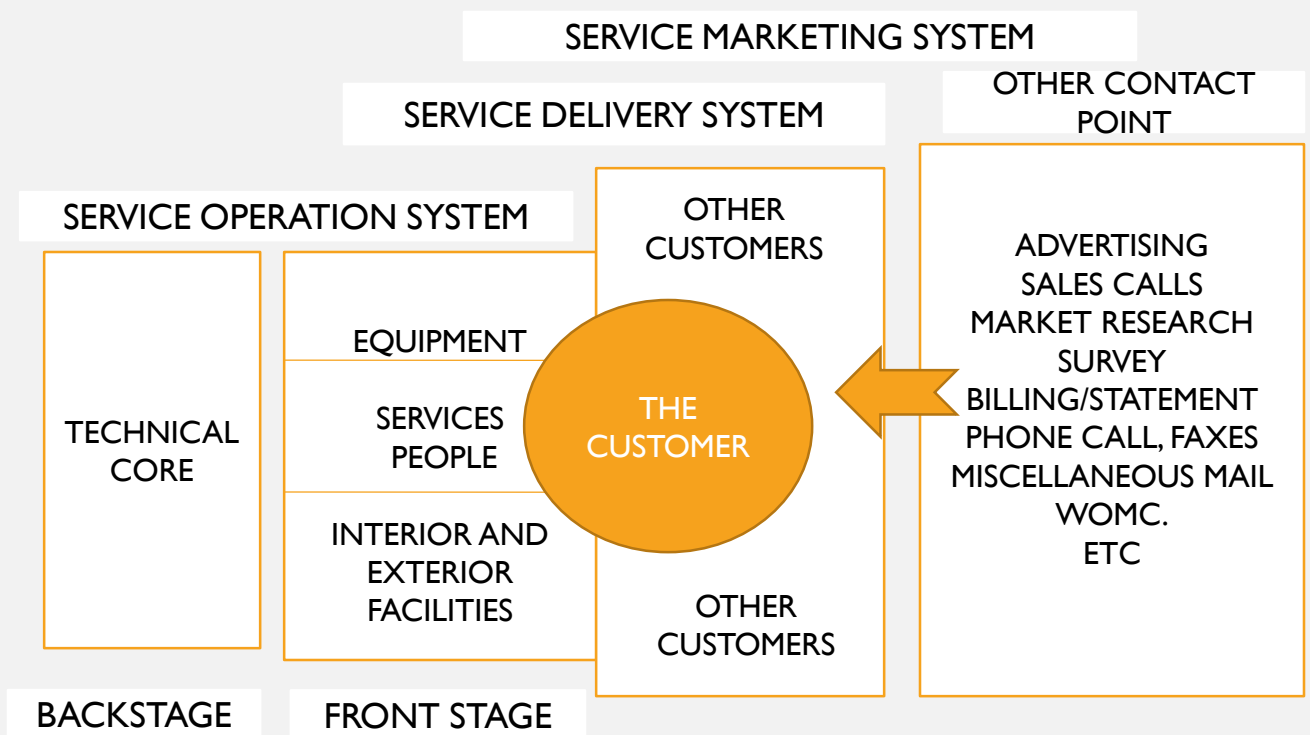 SERVICE MARKETING SYSTEM
SERVICE DELIVERY SYSTEM
OTHER CONTACT
POINT
SERVICE OPERATION SYSTEM
TECHNICAL
CORE
EQUIPMENT
SERVICES
PEOPLE
INTERIOR AND
EXTERIOR
FACILITIES
OTHER
CUSTOMERS
THE
CUSTOMER
OTHER
CUSTOMERS
ADVERTISING
SALES CALLS
MARKET RESEARCH
SURVEY
BILLING/STATEMENT
PHONE CALL, FAXES
MISCELLANEOUS MAIL
WOMC.
ETC
BACKSTAGE
FRONT STAGE